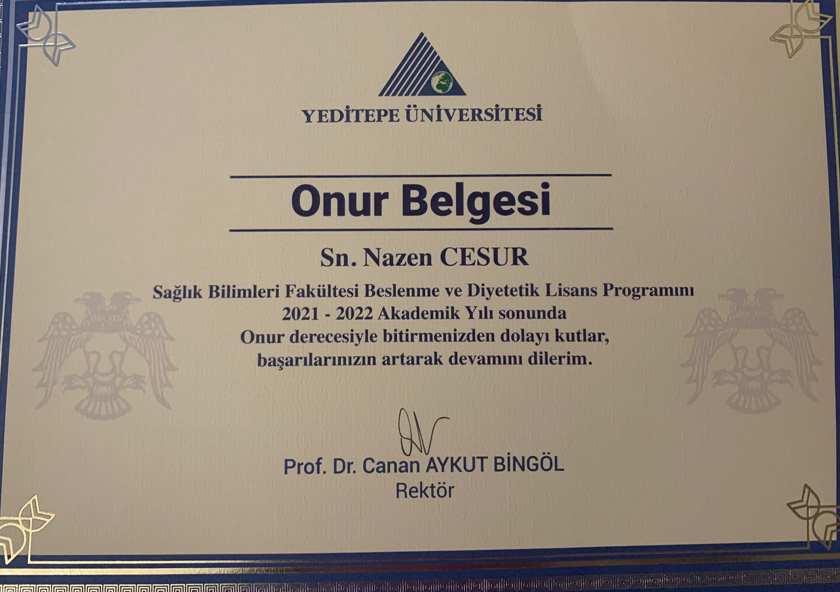 YEDİTEPE ÜNİVERSİTESİ
Onur Belgesi
Sn. Nazen CESUR
Sağlık Bilimleri Fakültesi Beslenme ve Diyetetik Lisans Programını
2021 - 2022 Akademik Yılı sonunda
Onur derecesiyle bitirmenizden dolayı kutlar,
başarılarınızın artarak devamını dilerim.
Prof. Dr. Canan AYKUT BİNGÖL
Rektör